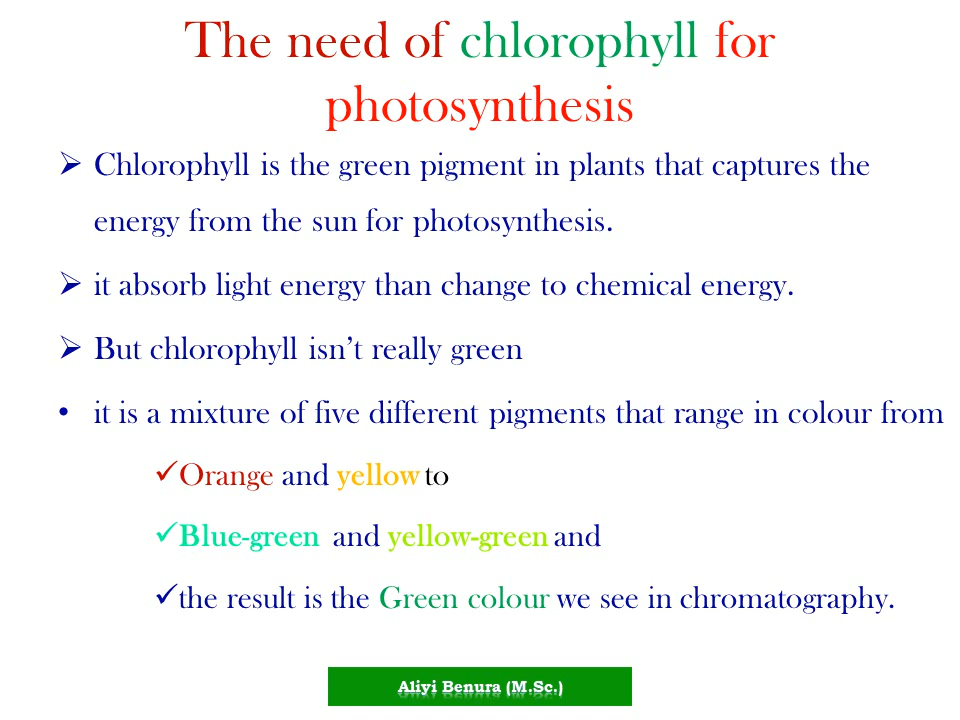 The need of chlorophyll for
photosynthesis
➢ Chlorophyll is the green pigment in plants that captures the
energy from the sun for photosynthesis.
➢ it absorb light energy than change to chemical energy.
➢ But chlorophyll isn’t really green
• it is a mixture of five different pigments that range in colour from
✓ Orange and yellow to
✓ Blue-green and yellow-green and
✓ the result is the Green colour we see in chromatography.
Aliyi Benura (M.Sc.)